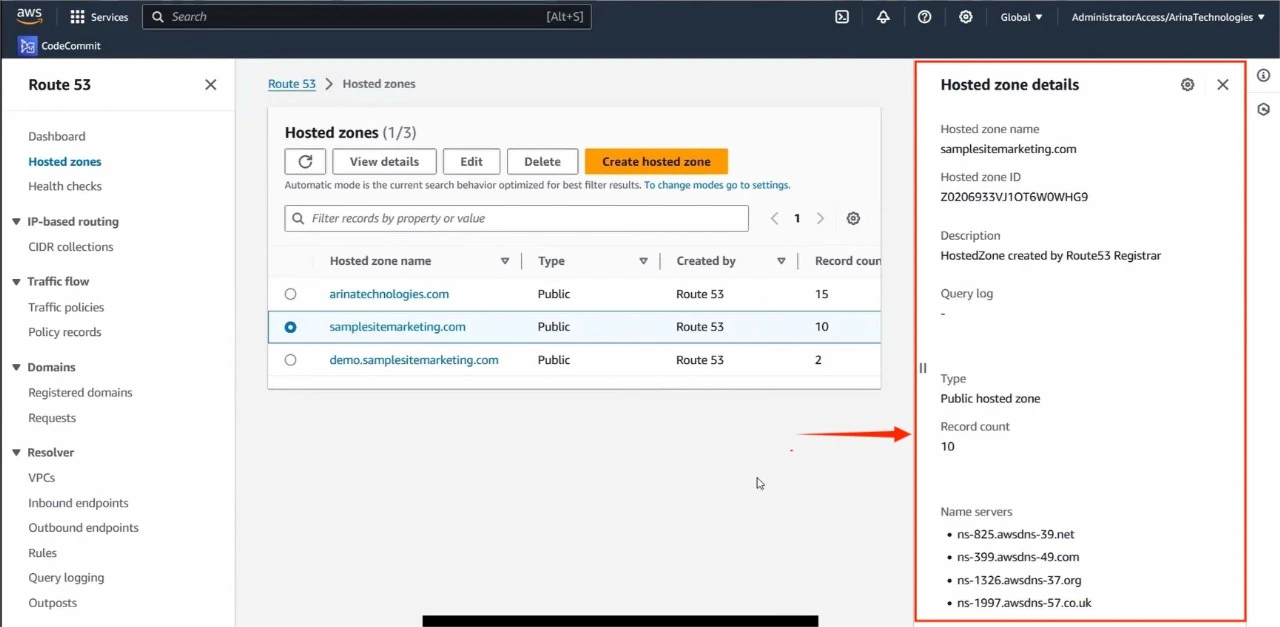 aws
Services
Search
[Alt+S]
Global
AdministratorAccess/ArinaTechnologies
CodeCommit
Route 53
Dashboard
Hosted zones
Health checks
IP-based routing
CIDR collections
Traffic flow
Traffic policies
Policy records
Domains
Registered domains
Requests
Resolver
VPCs
Inbound endpoints
Outbound endpoints
Rules
Query logging
Outposts
Route 53 > Hosted zones
Hosted zones (1/3)
View details
Edit
Delete
Create hosted zone
Automatic mode is the current search behavior optimized for best filter results. To change modes go to settings.
Filter records by property or value
1
Hosted zone name Type Created by Record coun
arinatechnologies.com Public Route 53 15
samplesitemarketing.com Public Route 53 10
demo.samplesitemarketing.com Public Route 53 2
Hosted zone details
Hosted zone name
samplesitemarketing.com
Hosted zone ID
Z0206933VJ1OT6W0WHG9
Description
HostedZone created by Route53 Registrar
Query log
-
Type
Public hosted zone
Record count
10
Name servers
• ns-825.awsdns-39.net
• ns-399.awsdns-49.com
• ns-1326.awsdns-37.org
• ns-1997.awsdns-57.co.uk